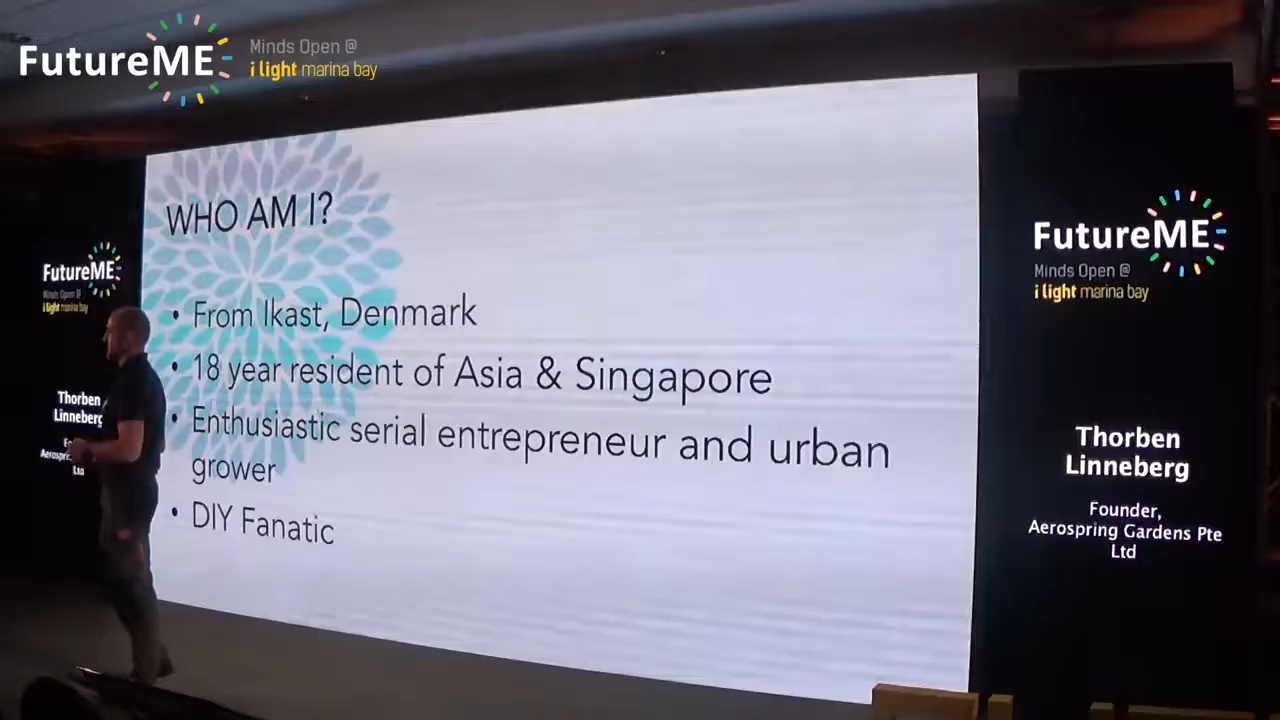 FutureME
Minds Open @
i light marina bay
WHO AM I?
• From Ikast, Denmark
• 18 year resident of Asia & Singapore
• Enthusiastic serial entrepreneur and urban
grower
• DIY Fanatic
FutureME
Minds Open @
i light marina bay
Thorben
Linneberg
Ltd
FutureME
Minds Open @
i light marina bay
Thorben
Linneberg
Founder,
Aerospring Gardens Pte
Ltd